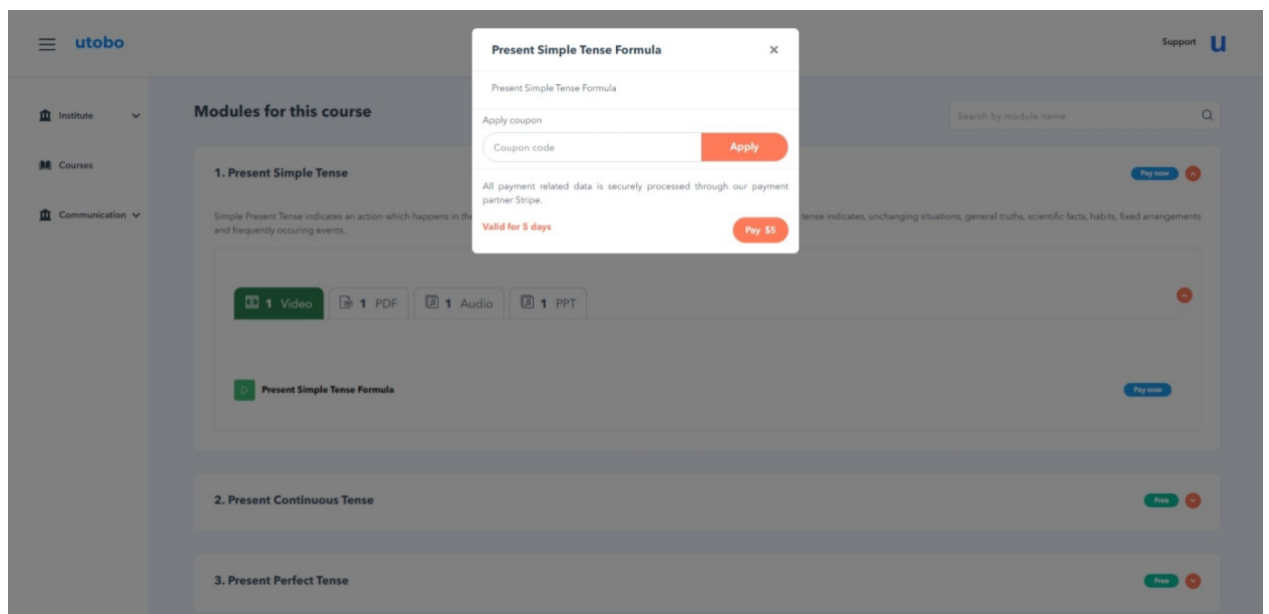 utobo
Support
Institute
Courses
Communication
Modules for this course
Search by module name
Present Simple Tense Formula
Present Simple Tense Formula
Apply coupon
Coupon code
Apply
All payment related data is securely processed through our payment
partner Stripe.
Valid for 5 days
Pay $5
1. Present Simple Tense
Pay now
Simple Present Tense indicates an action which happens in the tense indicates, unchanging situations, general truths, scientific facts, habits, fixed arrangements
and frequently occuring events.
1 Video
1 PDF
1 Audio
1 PPT
Present Simple Tense Formula
Pay now
2. Present Continuous Tense
Free
3. Present Perfect Tense
Free